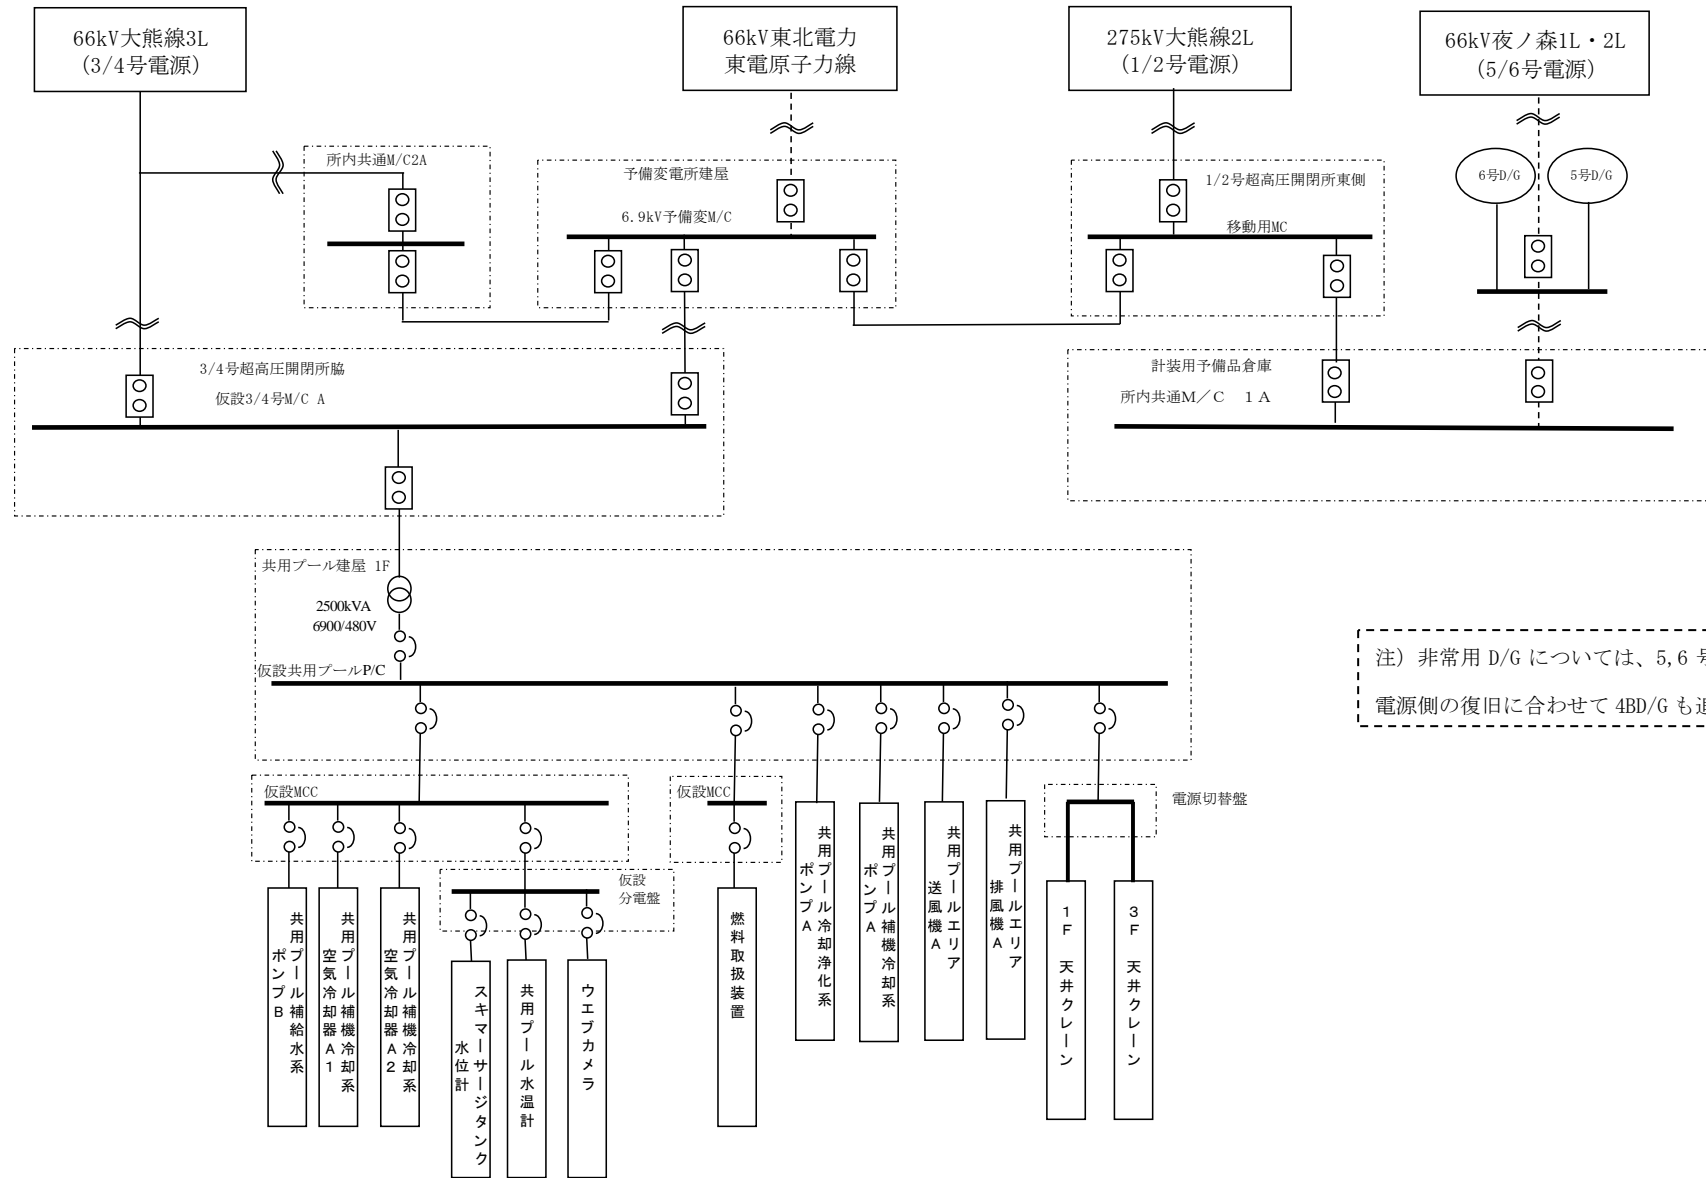 66kV大熊線3L
(3/4号電源)
66kV東北電力
東電原子力線
275kV大熊線2L
(1/2号電源)
66kV夜ノ森1L・2L
(5/6号電源)
所内共通M/C2A
予備変電所建屋
6.9kV予備変M/C
1/2号超高圧開閉所東側
移動用MC
6号D/G
5号D/G
3/4号超高圧開閉所脇
仮設3/4号M/C A
計装用予備品倉庫
所内共通M／C　１A
共用プール建屋 1F
2500kVA
6900/480V
仮設共用プールP/C
注）非常用 D/G については、5,6 号
電源側の復旧に合わせて 4BD/G も追
仮設MCC
仮設MCC
電源切替盤
仮設
分電盤
共用プール補給水系
ポンプB
共用プール補機冷却系
空気冷却器A1
共用プール補機冷却系
空気冷却器A2
スキマーサージタンク
水位計
共用プール水温計
ウエブカメラ
燃料取扱装置
共用プール冷却浄化系
ポンプA
共用プール補機冷却系
ポンプA
共用プールエリア
送風機A
共用プールエリア
排風機A
1F　天井クレーン
3F　天井クレーン